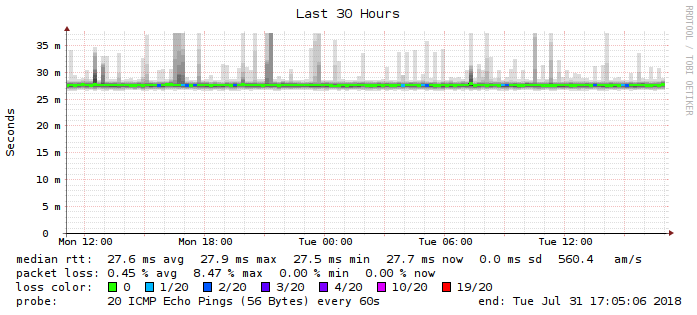 Last 30 Hours
RRDTOOL / TOBI OETIKER
Seconds
35 m
30 m
25 m
20 m
15 m
10 m
5 m
0
Mon 12:00 Mon 18:00 Tue 00:00 Tue 06:00 Tue 12:00
median rtt: 27.6 ms avg 27.9 ms max 27.5 ms min 27.7 ms now 0.0 ms sd 560.4 am/s
packet loss: 0.45 % avg 8.47 % max 0.00 % min 0.00 % now
loss color: 0 1/20 2/20 3/20 4/20 10/20 19/20
probe: 20 ICMP Echo Pings (56 Bytes) every 60s end: Tue Jul 31 17:05:06 2018